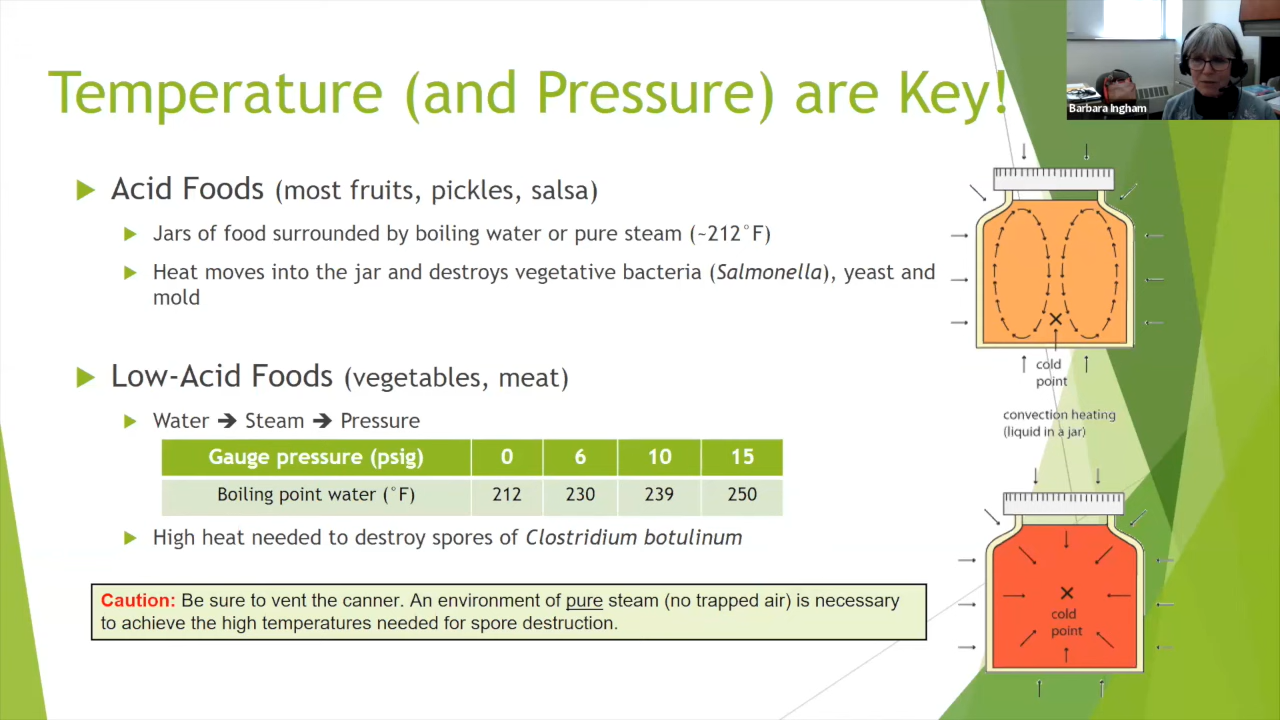 Temperature (and Pressure) are Key!
Barbara Ingham
Acid Foods (most fruits, pickles, salsa)
Jars of food surrounded by boiling water or pure steam (~212°F)
Heat moves into the jar and destroys vegetative bacteria (Salmonella), yeast and
mold
cold
point
convection heating
(liquid in a jar)
Low-Acid Foods (vegetables, meat)
Water ➔ Steam ➔ Pressure
Gauge pressure (psig) 0 6 10 15
Boiling point water (°F) 212 230 239 250
High heat needed to destroy spores of Clostridium botulinum
Caution: Be sure to vent the canner. An environment of pure steam (no trapped air) is necessary
to achieve the high temperatures needed for spore destruction.
cold
point